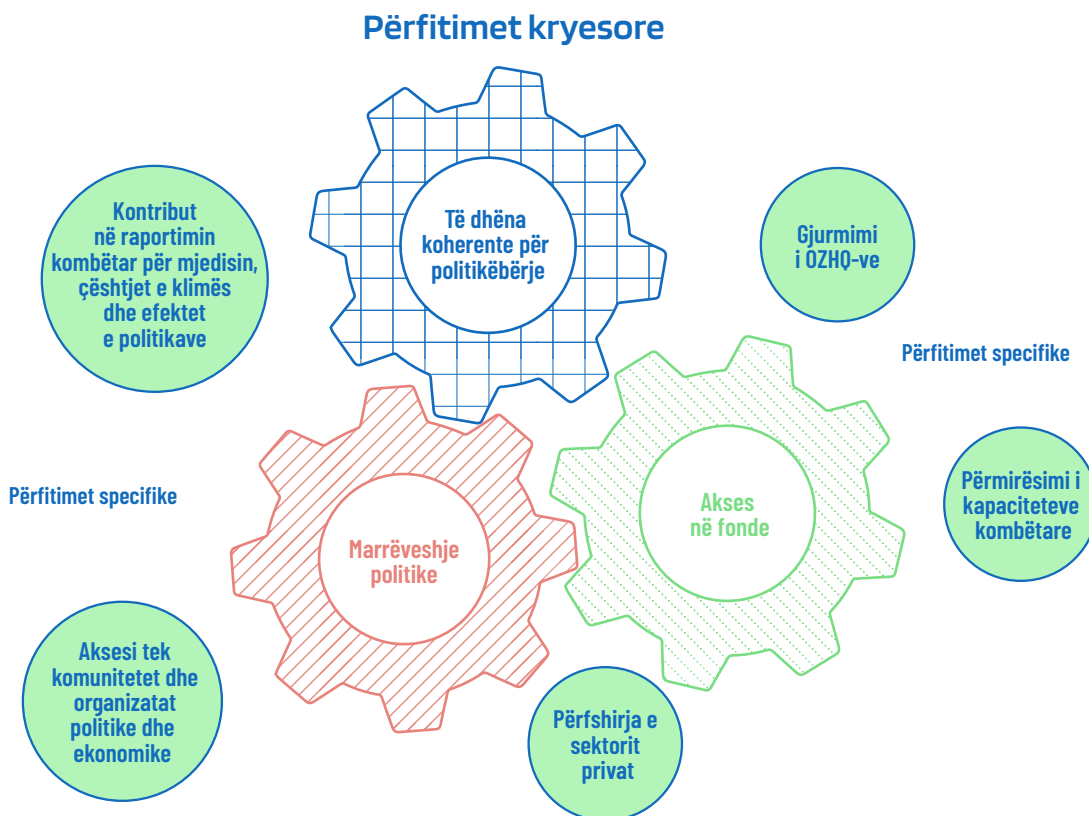 Përfitimet kryesore
Kontribut
në raportimin
kombëtar për mjedisin,
çështjet e klimës
dhe efektet
e politikave
Të dhëna
koherente për
politikëbërje
Gjurmimi
i OZHQ-ve
Përfitimet specifike
Përfitimet specifike
Marrëveshje
politike
Akses
në fonde
Përmirësimi i
kapaciteteve
kombëtare
Aksesi tek
komunitetet dhe
organizatat
politike dhe
ekonomike
Përfshirja e
sektorit
privat